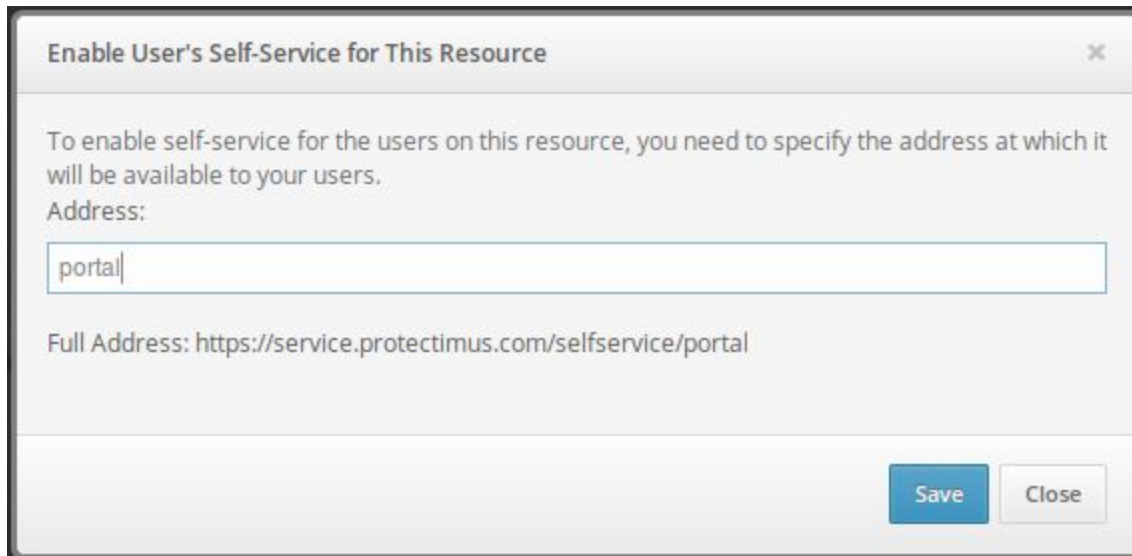 Enable User's Self-Service for This Resource
To enable self-service for the users on this resource, you need to specify the address at which it
will be available to your users.
Address:
portal
Full Address: https://service.protectimus.com/selfservice/portal
Save Close